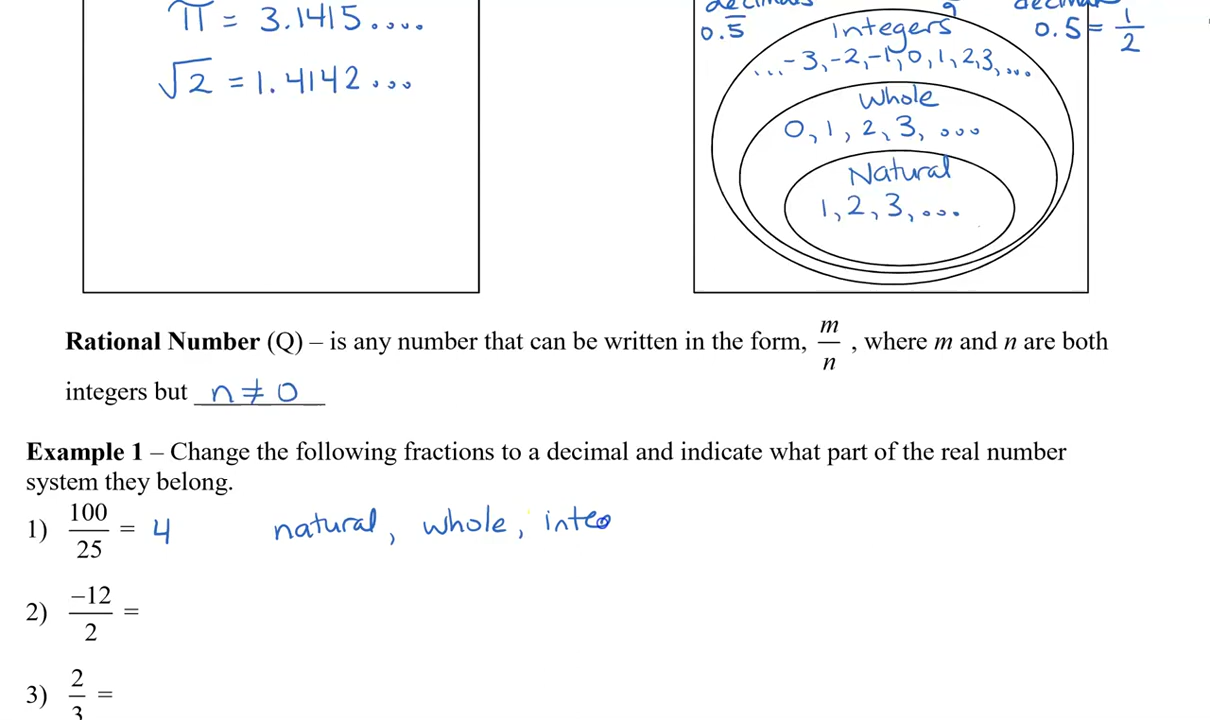 π = 3.1415....
√2 = 1.4142...
0.5̅
Integers
0.5 = 1/2
...-3,-2,-1,0,1,2,3,...
Whole
0,1,2,3,...
Natural
1,2,3,...
Rational Number (Q) – is any number that can be written in the form, m/n , where m and n are both
integers but n≠0
Example 1 – Change the following fractions to a decimal and indicate what part of the real number
system they belong.
1) 100/25 = 4 natural, whole, inte
2) -12/2 =
3) 2/3 =